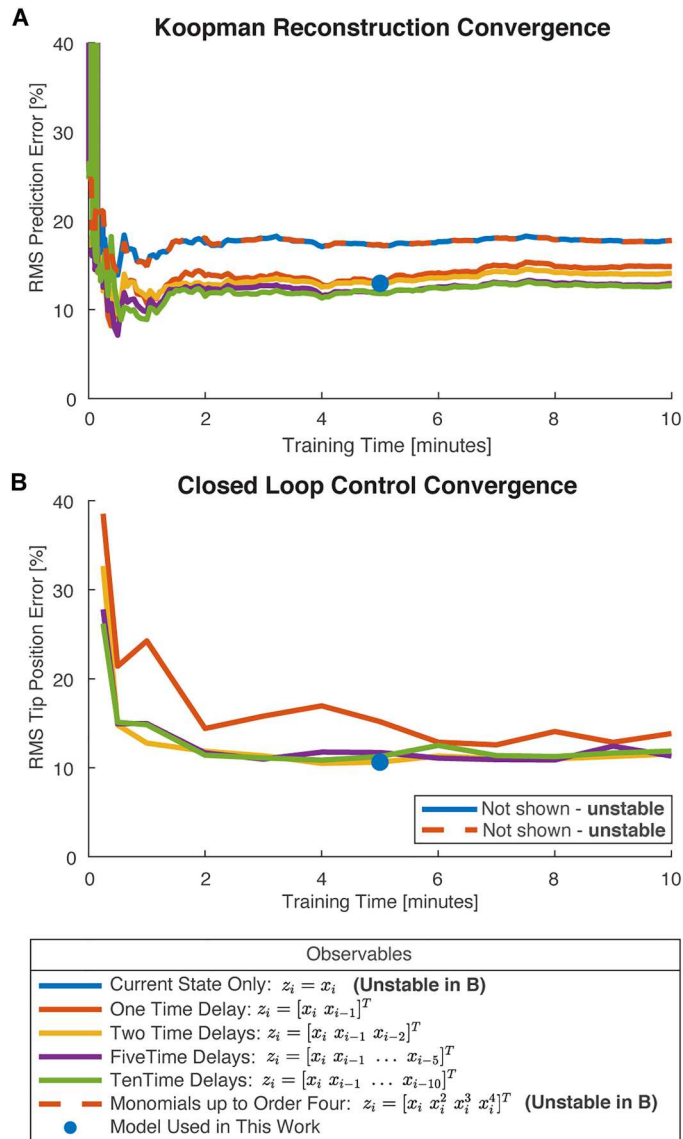 A
Koopman Reconstruction Convergence
RMS Prediction Error [%]
40
30
20
10
0
0 2 4 6 8 10
Training Time [minutes]
B
Closed Loop Control Convergence
RMS Tip Position Error [%]
40
30
20
10
0
Not shown - unstable
Not shown - unstable
0 2 4 6 8 10
Training Time [minutes]
Observables
Current State Only: z_i = x_i (Unstable in B)
One Time Delay: z_i = [x_i x_{i−1}]^T
Two Time Delays: z_i = [x_i x_{i−1} x_{i−2}]^T
FiveTime Delays: z_i = [x_i x_{i−1} … x_{i−5}]^T
TenTime Delays: z_i = [x_i x_{i−1} … x_{i−10}]^T
Monomials up to Order Four: z_i = [x_i x_i^2 x_i^3 x_i^4]^T (Unstable in B)
Model Used in This Work